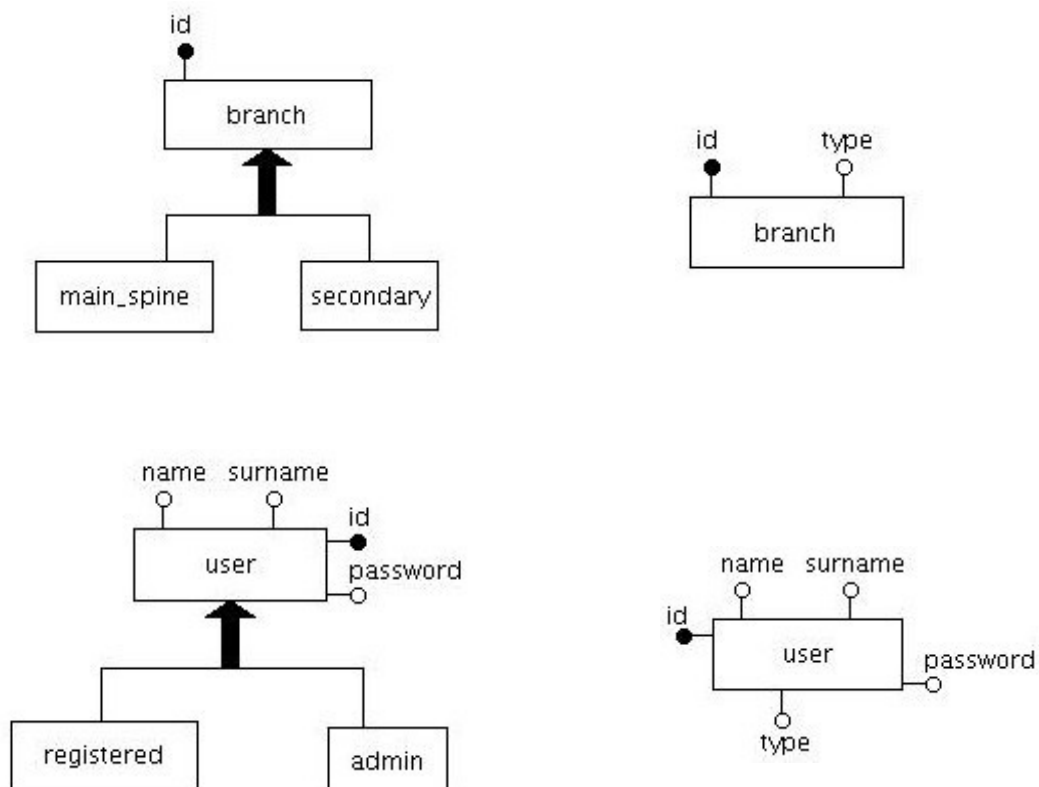 id
branch
main_spine
secondary
id
type
branch
name
surname
id
user
password
registered
admin
name
surname
id
user
password
type